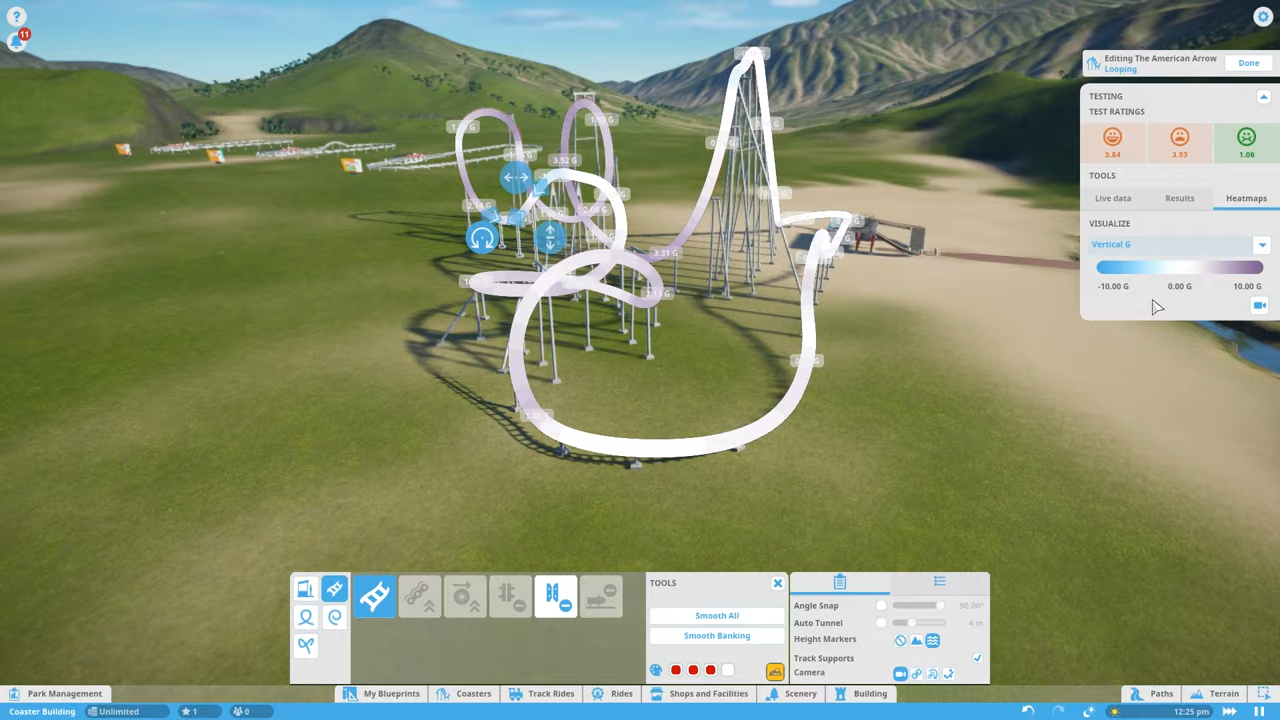 ?
11
Editing The American Arrow
Looping
Done
TESTING
TEST RATINGS
5.84
3.93
1.06
TOOLS
Live data
Results
Heatmaps
VISUALIZE
Vertical G
-10.00 G
0.00 G
10.00 G
3.52 G
3.31 G
TOOLS
Smooth All
Smooth Banking
Angle Snap
90.00°
Auto Tunnel
4 m
Height Markers
Track Supports
Camera
Park Management
My Blueprints
Coasters
Track Rides
Rides
Shops and Facilities
Scenery
Building
Paths
Terrain
Coaster Building
Unlimited
1
0
12:25 pm